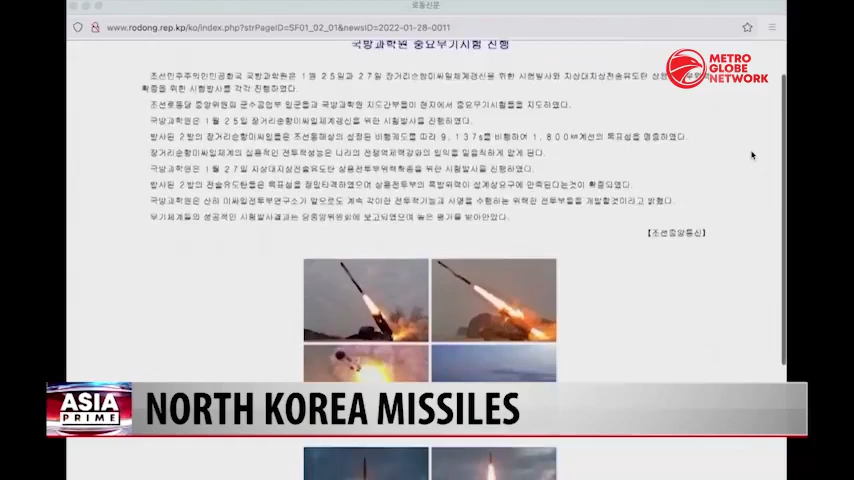 로동신문
www.rodong.rep.kp/ko/index.php?strPageID=SF01_02_01&newsID=2022-01-28-0011
국방과학원 중요무기시험 진행
METRO
GLOBE
NETWORK
조선민주주의인민공화국 국방과학원은 1월 25일과 27일 장거리순항미싸일체계갱신을 위한 시험발사와 지상대지상전술유도탄 상용
확증을 위한 시험발사를 각각 진행하였다.
조선로동당 중앙위원회 군수공업부 일군들과 국방과학원 지도간부들이 현지에서 중요무기시험들을 지도하였다.
국방과학원은 1월 25일 장거리순항미싸일체계갱신을 위한 시험발사를 진행하였다.
발사된 2발의 장거리순항미싸일들은 조선동해상의 설정된 비행궤도를 따라 9,137s를 비행하여 1,800㎞계선의 목표섬을 명중하였다.
장거리순항미싸일체계의 실용적인 전투적성능은 나라의 전쟁억제력강화의 일익을 믿음직하게 맡게 된다.
국방과학원은 1월 27일 지상대지상전술유도탄 상용전투부위력확증을 위한 시험발사를 진행하였다.
발사된 2발의 전술유도탄들은 목표섬을 정밀타격하였으며 상용전투부의 폭발위력이 설계상요구에 만족된다는것이 확증되였다.
국방과학원은 산하 미싸일전투부연구소가 앞으로도 계속 각이한 전투적기능과 사명을 수행하는 위력한 전투부들을 개발할것이라고 밝혔다.
무기체계들의 성공적인 시험발사결과는 당중앙위원회에 보고되였으며 높은 평가를 받아안았다.
【조선중앙통신】
ASIA
PRIME
NORTH KOREA MISSILES